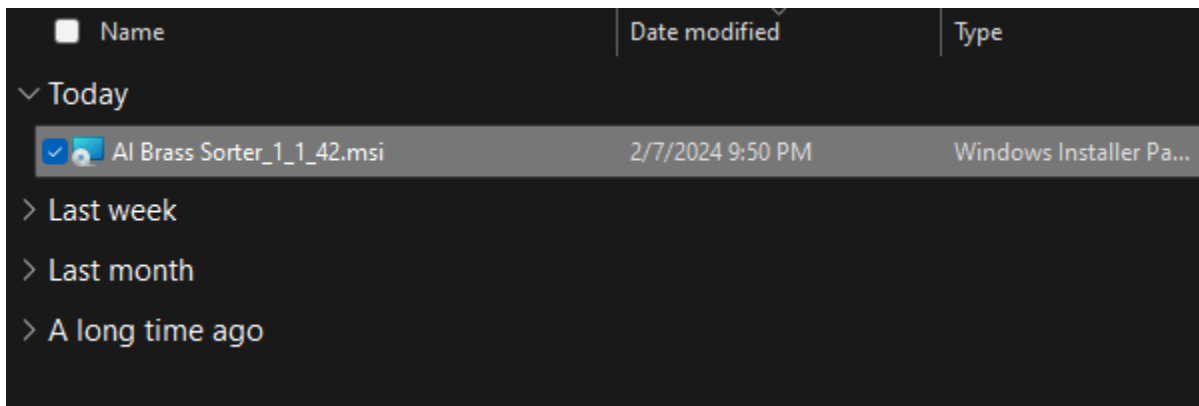 Name Date modified Type
Today
AI Brass Sorter_1_1_42.msi 2/7/2024 9:50 PM Windows Installer Pa...
Last week
Last month
A long time ago